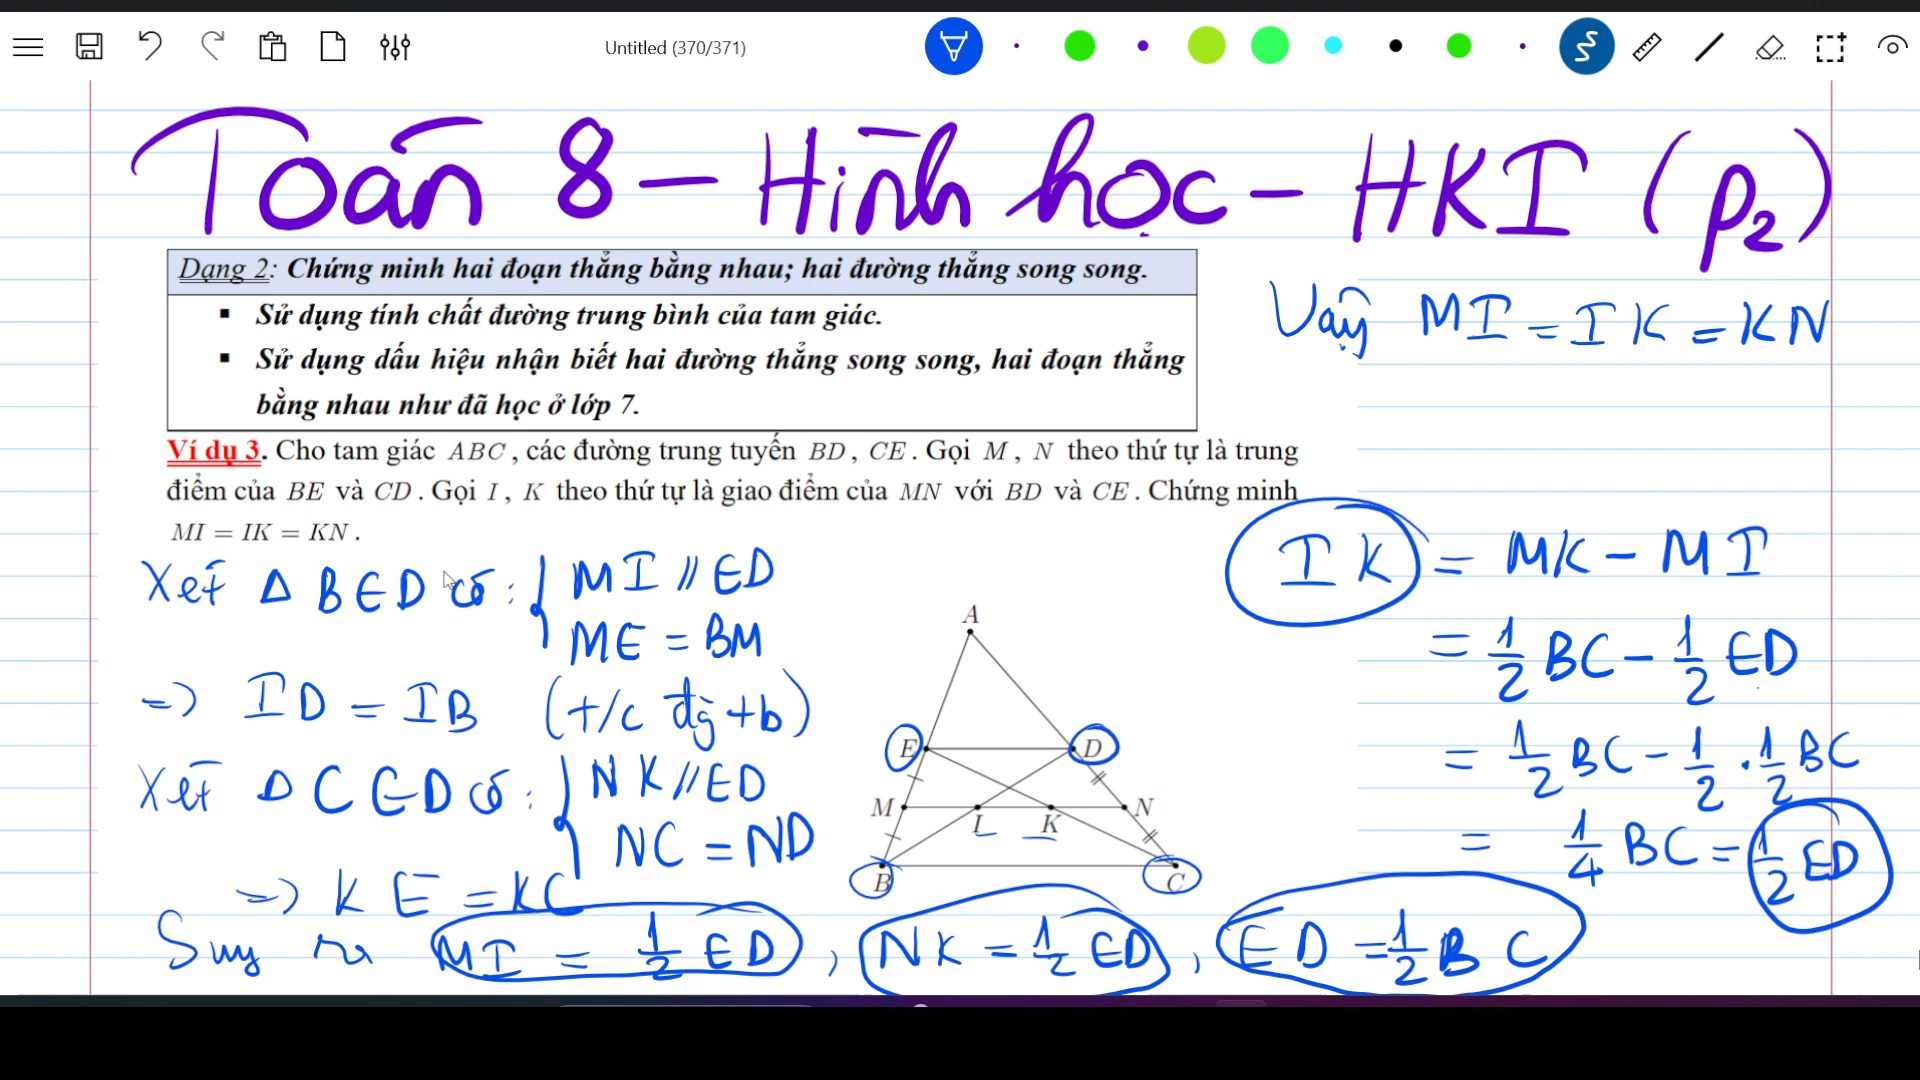 Untitled (370/371)
Toán 8 – Hình học – HKI (p2)
Dạng 2: Chứng minh hai đoạn thẳng bằng nhau; hai đường thẳng song song.
▪ Sử dụng tính chất đường trung bình của tam giác.
▪ Sử dụng dấu hiệu nhận biết hai đường thẳng song song, hai đoạn thẳng
bằng nhau như đã học ở lớp 7.
Vậy MI = IK = KN
Ví dụ 3. Cho tam giác ABC, các đường trung tuyến BD, CE. Gọi M, N theo thứ tự là trung
điểm của BE và CD. Gọi I, K theo thứ tự là giao điểm của MN với BD và CE. Chứng minh
MI = IK = KN.
Xét Δ BED có: { MI // ED
ME = BM
=> ID = IB (t/c đg tb)
Xét Δ CED có: { NK // ED
NC = ND
=> KE = KC
Suy ra MI = 1/2 ED, NK = 1/2 ED, ED = 1/2 BC
A
E D
M I K N
B C
IK = MK – MI
= 1/2 BC – 1/2 ED
= 1/2 BC – 1/2 . 1/2 BC
= 1/4 BC = 1/2 ED